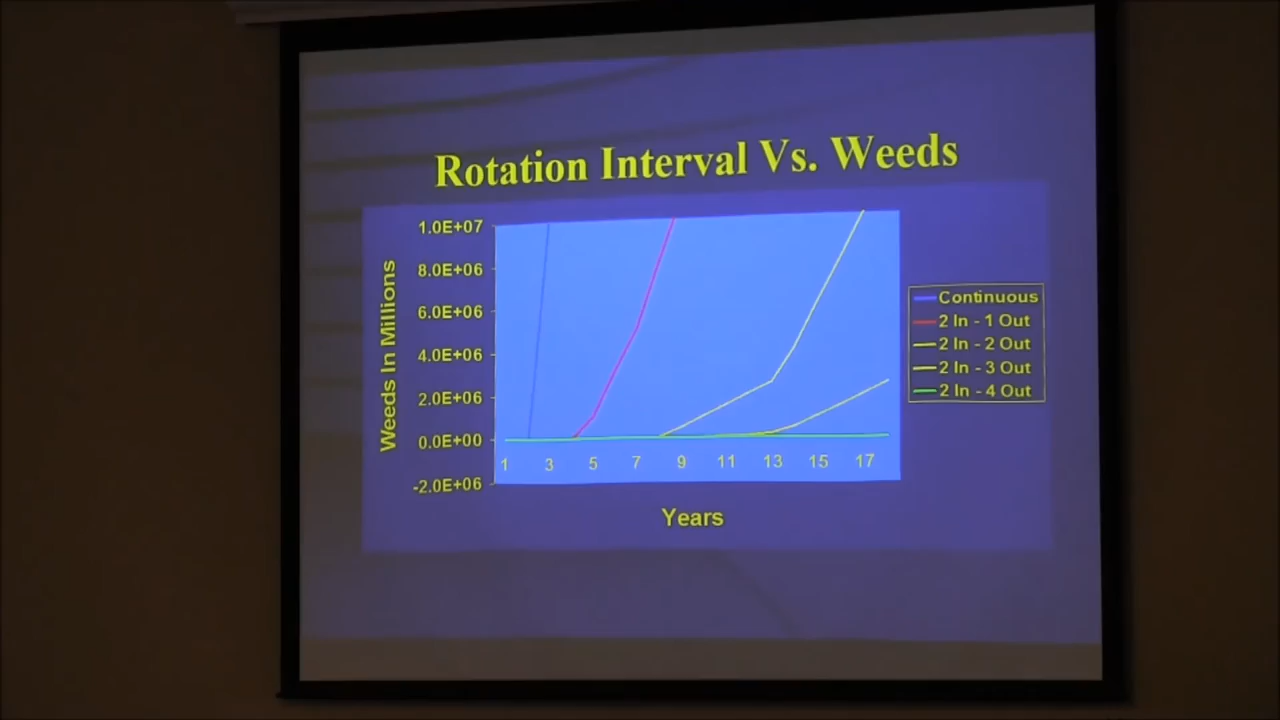 Rotation Interval Vs. Weeds
Weeds In Millions
1.0E+07
8.0E+06
6.0E+06
4.0E+06
2.0E+06
0.0E+00
-2.0E+06
1 3 5 7 9 11 13 15 17
Years
Continuous
2 In - 1 Out
2 In - 2 Out
2 In - 3 Out
2 In - 4 Out